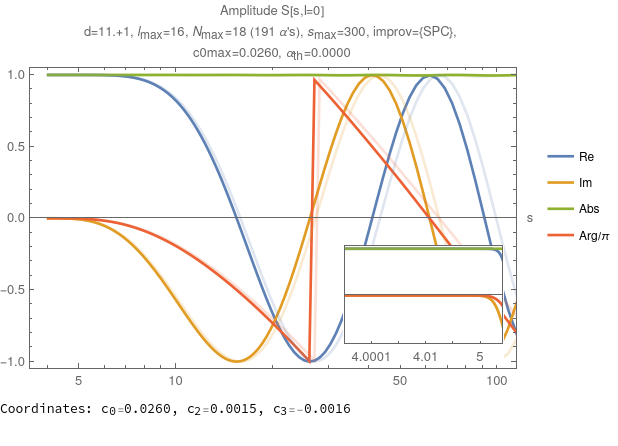 Amplitude S[s,l=0]
d=11.+1, lmax=16, Nmax=18 (191 α's), smax=300, improv={SPC},
c0max=0.0260, αth=0.0000
1.0
0.5
0.0
−0.5
−1.0
s
Re
Im
Abs
Arg/π
4.0001
4.01
5
5
10
50
100
Coordinates: c0=0.0260, c2=0.0015, c3=-0.0016